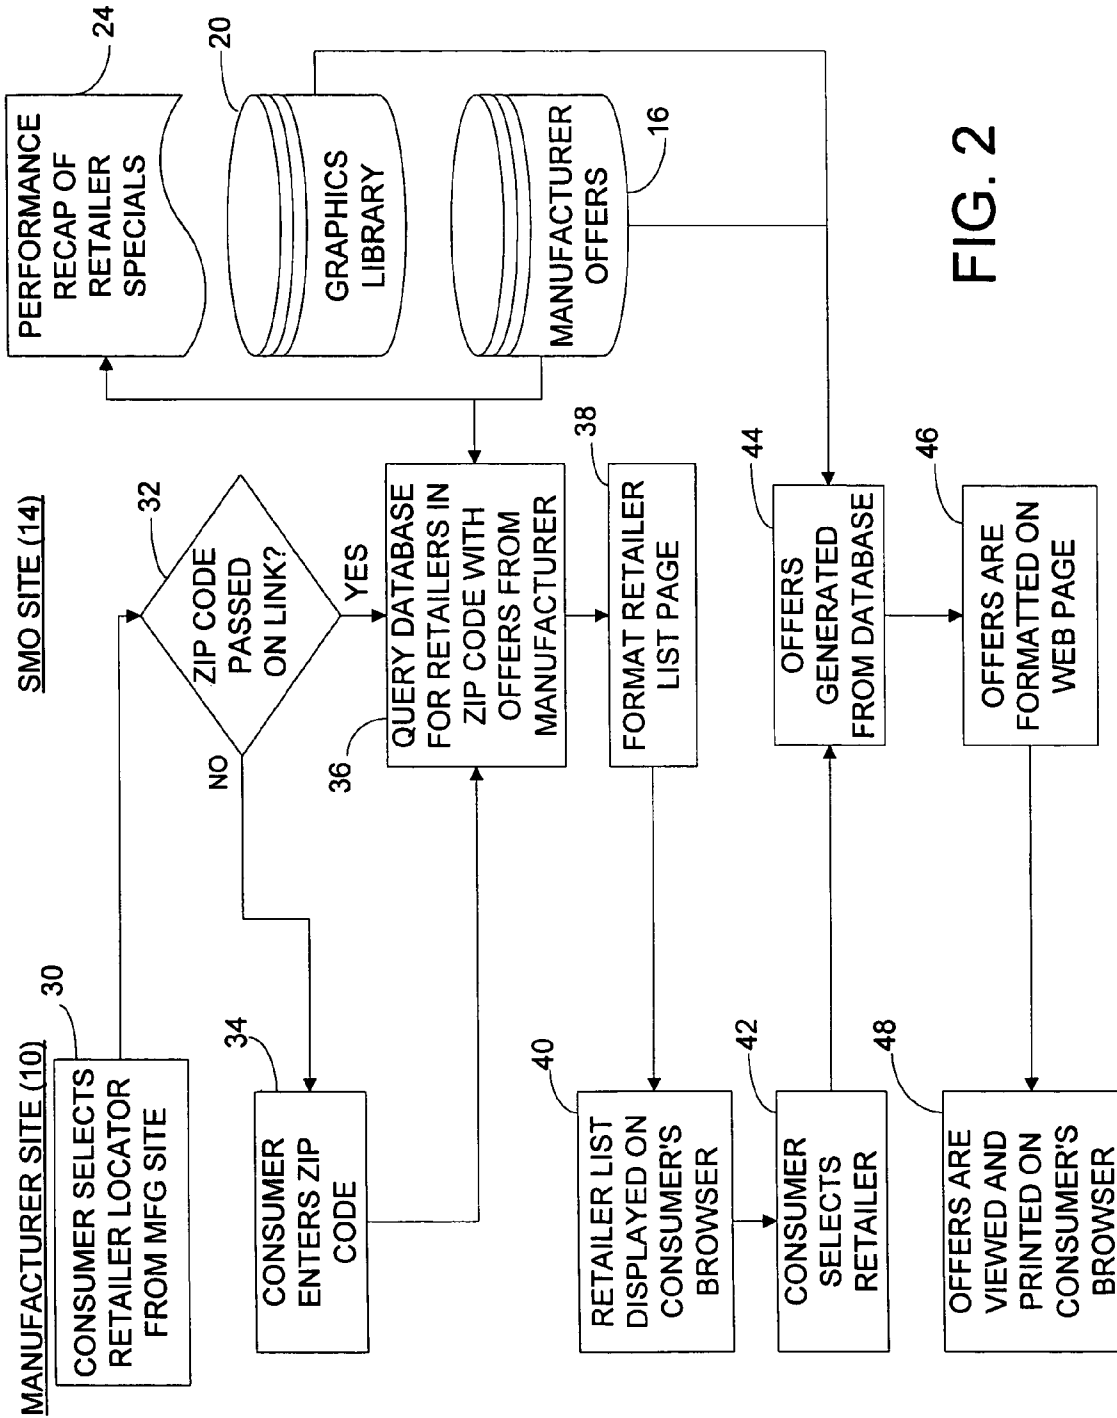 MANUFACTURER SITE (10)
SMO SITE (14)
30
CONSUMER SELECTS
RETAILER LOCATOR
FROM MFG SITE
32
ZIP CODE
PASSED
ON LINK?
NO
YES
24
PERFORMANCE
RECAP OF
RETAILER
SPECIALS
34
CONSUMER
ENTERS ZIP
CODE
36
QUERY DATABASE
FOR RETAILERS IN
ZIP CODE WITH
OFFERS FROM
MANUFACTURER
20
GRAPHICS
LIBRARY
38
FORMAT RETAILER
LIST PAGE
MANUFACTURER
OFFERS
16
40
RETAILER LIST
DISPLAYED ON
CONSUMER'S
BROWSER
42
CONSUMER
SELECTS
RETAILER
44
OFFERS
GENERATED
FROM DATABASE
46
OFFERS ARE
FORMATTED ON
WEB PAGE
48
OFFERS ARE
VIEWED AND
PRINTED ON
CONSUMER'S
BROWSER
FIG. 2